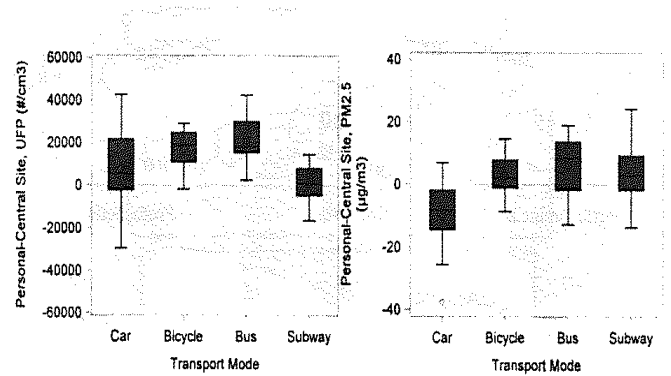 Personal-Central Site, UFP (#/cm3)
60000
40000
20000
0
-20000
-40000
-60000
Car Bicycle Bus Subway
Transport Mode
Personal-Central Site, PM2.5
(µg/m3)
40
20
0
-20
-40
Car Bicycle Bus Subway
Transport Mode